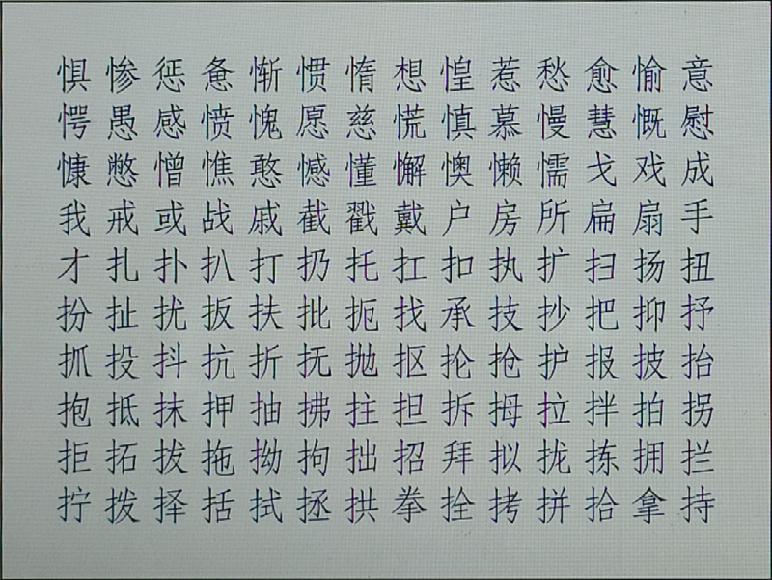 惧惨惩惫惭惯惰想惶惹愁愈愉意
愕愚感愤愧愿慈慌慎慕慢慧慨慰
慷憋憎憔憨憾懂懈懊懒懦戈戏成
我戒或战戚截戳戴户房所扁扇手
才扎扑扒打扔托扛扣执扩扫扬扭
扮扯扰扳扶批扼找承技抄把抑抒
抓投抖抗折抚抛抠抡抢护报披抬
抱抵抹押抽拂拄担拆拇拉拌拍拐
拒拓拔拖拗拘拙招拜拟拢拣拥拦
拧拨择括拭拯拱拳拴拷拼拾拿持